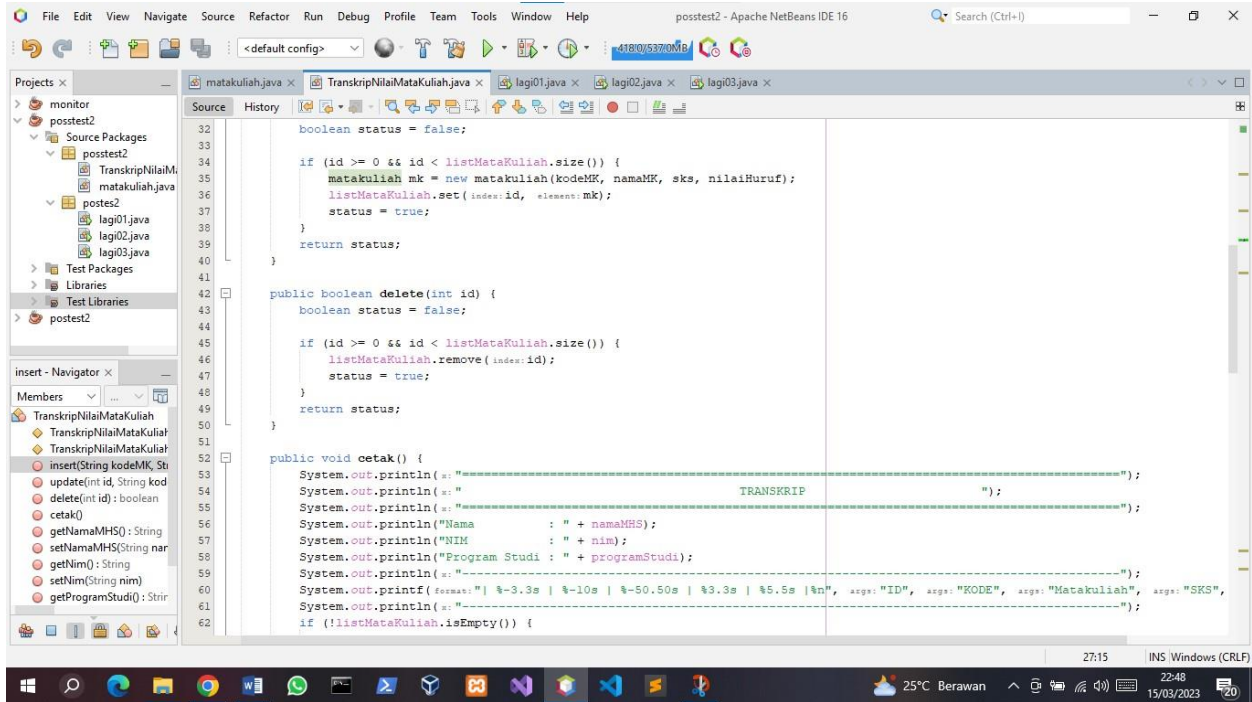 File Edit View Navigate Source Refactor Run Debug Profile Team Tools Window Help posstest2 - Apache NetBeans IDE 16 Search (Ctrl+I)
<default config> 418.0/537.0MB
Projects
matakuliah.java TranskripNilaiMataKuliah.java lagi01.java lagi02.java lagi03.java
Source History
monitor
posstest2
Source Packages
posttest2
TranskripNilaiMa
matakuliah.java
postes2
lagi01.java
lagi02.java
lagi03.java
Test Packages
Libraries
Test Libraries
postest2
insert - Navigator
Members ...
TranskripNilaiMataKuliah
TranskripNilaiMataKuliah
TranskripNilaiMataKuliah
insert(String kodeMK, Str
update(int id, String kod
delete(int id) : boolean
cetak()
getNamaMHS() : String
setNamaMHS(String nar
getNim() : String
setNim(String nim)
getProgramStudi() : Strir
32 boolean status = false;
33
34 if (id >= 0 && id < listMataKuliah.size()) {
35 matakuliah mk = new matakuliah(kodeMK, namaMK, sks, nilaiHuruf);
36 listMataKuliah.set( index: id, element: mk);
37 status = true;
38 }
39 return status;
40 }
41
42 public boolean delete(int id) {
43 boolean status = false;
44
45 if (id >= 0 && id < listMataKuliah.size()) {
46 listMataKuliah.remove( index: id);
47 status = true;
48 }
49 return status;
50 }
51
52 public void cetak() {
53 System.out.println( x: "====================================================================================================");
54 System.out.println( x: " TRANSKRIP ");
55 System.out.println( x: "====================================================================================================");
56 System.out.println("Nama : " + namaMHS);
57 System.out.println("NIM : " + nim);
58 System.out.println("Program Studi : " + programStudi);
59 System.out.println( x: "----------------------------------------------------------------------------------------------------");
60 System.out.printf( format: "| %-3.3s | %-10s | %-50.50s | %3.3s | %5.5s |%n", args: "ID", args: "KODE", args: "Matakuliah", args: "SKS",
61 System.out.println( x: "----------------------------------------------------------------------------------------------------");
62 if (!listMataKuliah.isEmpty()) {
27:15 INS Windows (CRLF)
25°C Berawan 22:48
15/03/2023 20